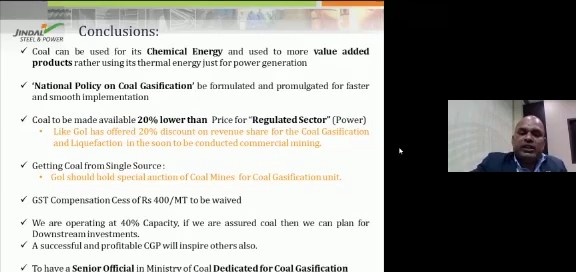 JINDAL
STEEL & POWER
Conclusions:
✓ Coal can be used for its Chemical Energy and used to more value added
products rather using its thermal energy just for power generation
✓ 'National Policy on Coal Gasification' be formulated and promulgated for faster
and smooth implementation
✓ Coal to be made available 20% lower than Price for "Regulated Sector" (Power)
• Like GoI has offered 20% discount on revenue share for the Coal Gasification
and Liquefaction in the soon to be conducted commercial mining.
✓ Getting Coal from Single Source :
• GoI should hold special auction of Coal Mines for Coal Gasification unit.
✓ GST Compensation Cess of Rs 400/MT to be waived
✓ We are operating at 40% Capacity, if we are assured coal then we can plan for
Downstream investments.
✓ A successful and profitable CGP will inspire others also.
✓ To have a Senior Official in Ministry of Coal Dedicated for Coal Gasification